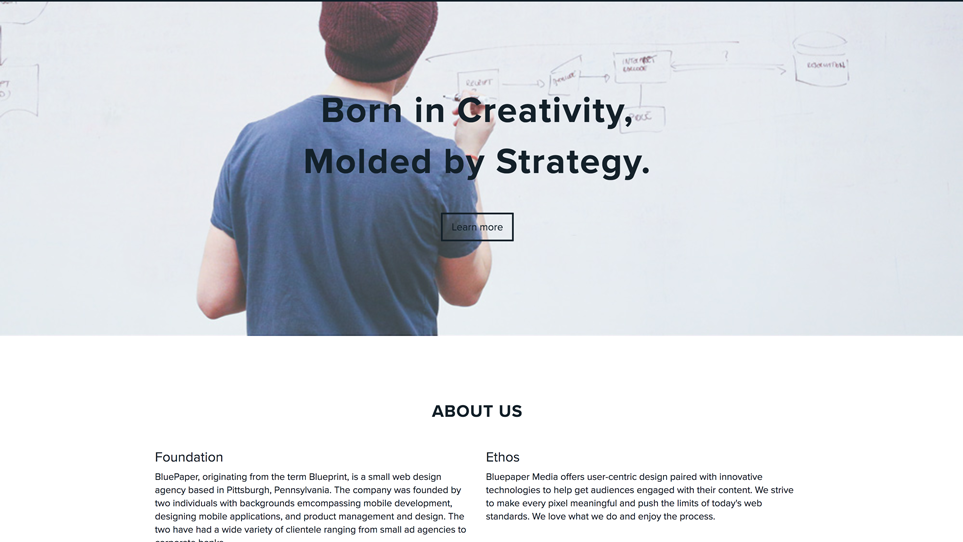 Born in Creativity,
Molded by Strategy.
Learn more
ABOUT US
Foundation
BluePaper, originating from the term Blueprint, is a small web design
agency based in Pittsburgh, Pennsylvania. The company was founded by
two individuals with backgrounds emcompassing mobile development,
designing mobile applications, and product management and design. The
two have had a wide variety of clientele ranging from small ad agencies to
corporate banks.
Ethos
Bluepaper Media offers user-centric design paired with innovative
technologies to help get audiences engaged with their content. We strive
to make every pixel meaningful and push the limits of today's web
standards. We love what we do and enjoy the process.